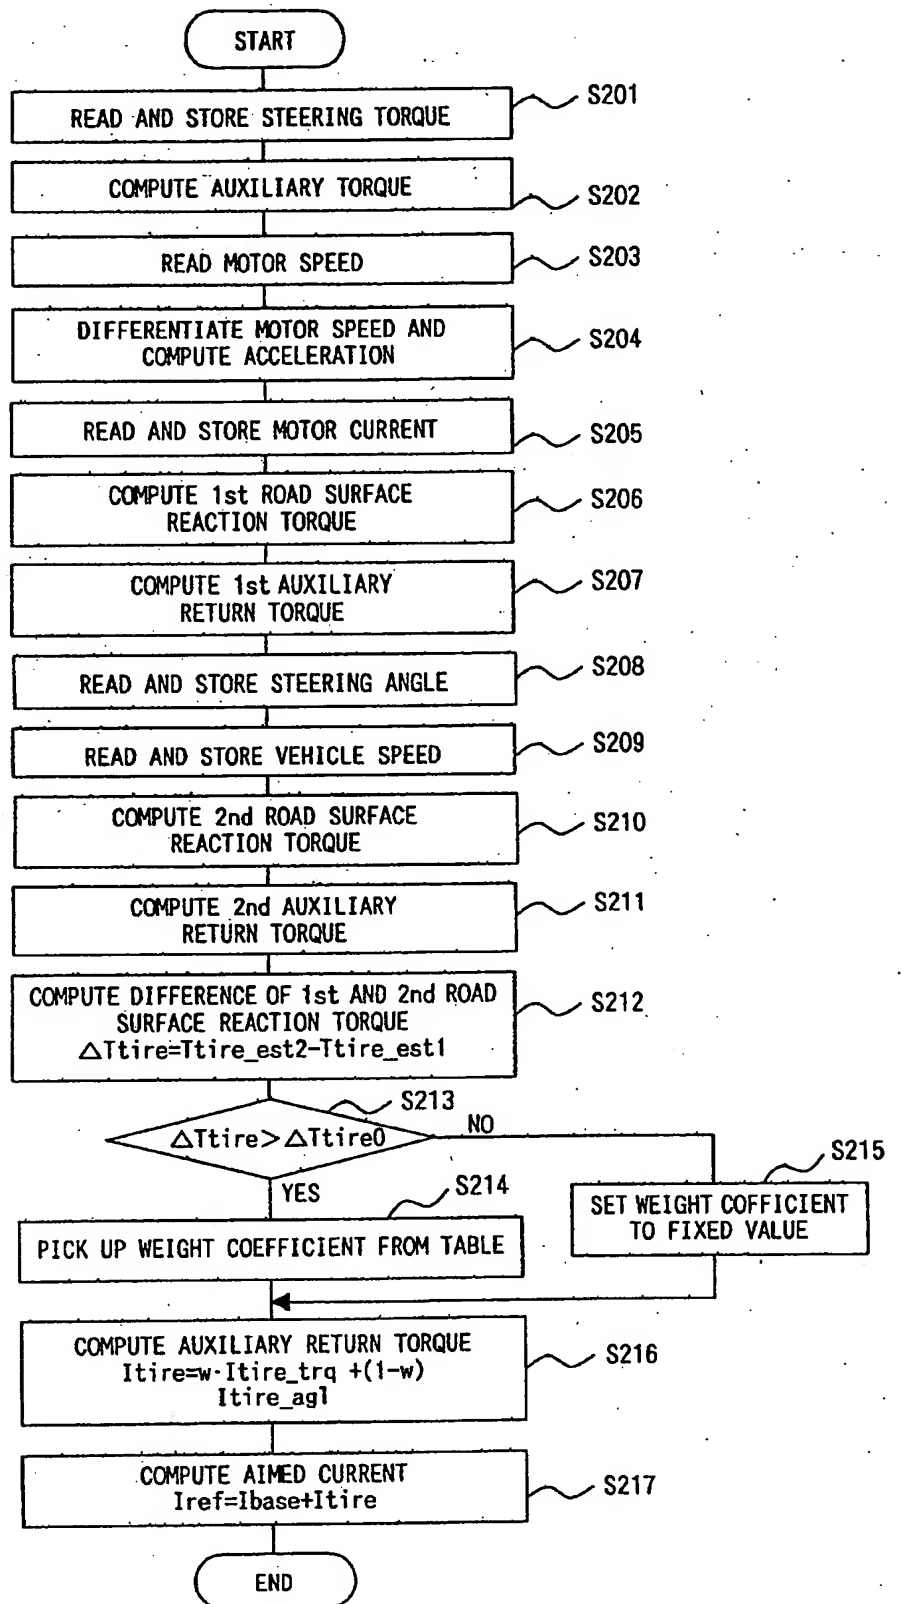 START
READ AND STORE STEERING TORQUE
S201
COMPUTE AUXILIARY TORQUE
S202
READ MOTOR SPEED
S203
DIFFERENTIATE MOTOR SPEED AND
COMPUTE ACCELERATION
S204
READ AND STORE MOTOR CURRENT
S205
COMPUTE 1st ROAD SURFACE
REACTION TORQUE
S206
COMPUTE 1st AUXILIARY
RETURN TORQUE
S207
READ AND STORE STEERING ANGLE
S208
READ AND STORE VEHICLE SPEED
S209
COMPUTE 2nd ROAD SURFACE
REACTION TORQUE
S210
COMPUTE 2nd AUXILIARY
RETURN TORQUE
S211
COMPUTE DIFFERENCE OF 1st AND 2nd ROAD
SURFACE REACTION TORQUE
△Ttire=Ttire_est2-Ttire_est1
S212
S213
△Ttire>△Ttire0
NO
YES
S214
PICK UP WEIGHT COEFFICIENT FROM TABLE
S215
SET WEIGHT COFFICIENT
TO FIXED VALUE
COMPUTE AUXILIARY RETURN TORQUE
Itire=w·Itire_trq +(1-w)
Itire_agl
S216
COMPUTE AIMED CURRENT
Iref=Ibase+Itire
S217
END